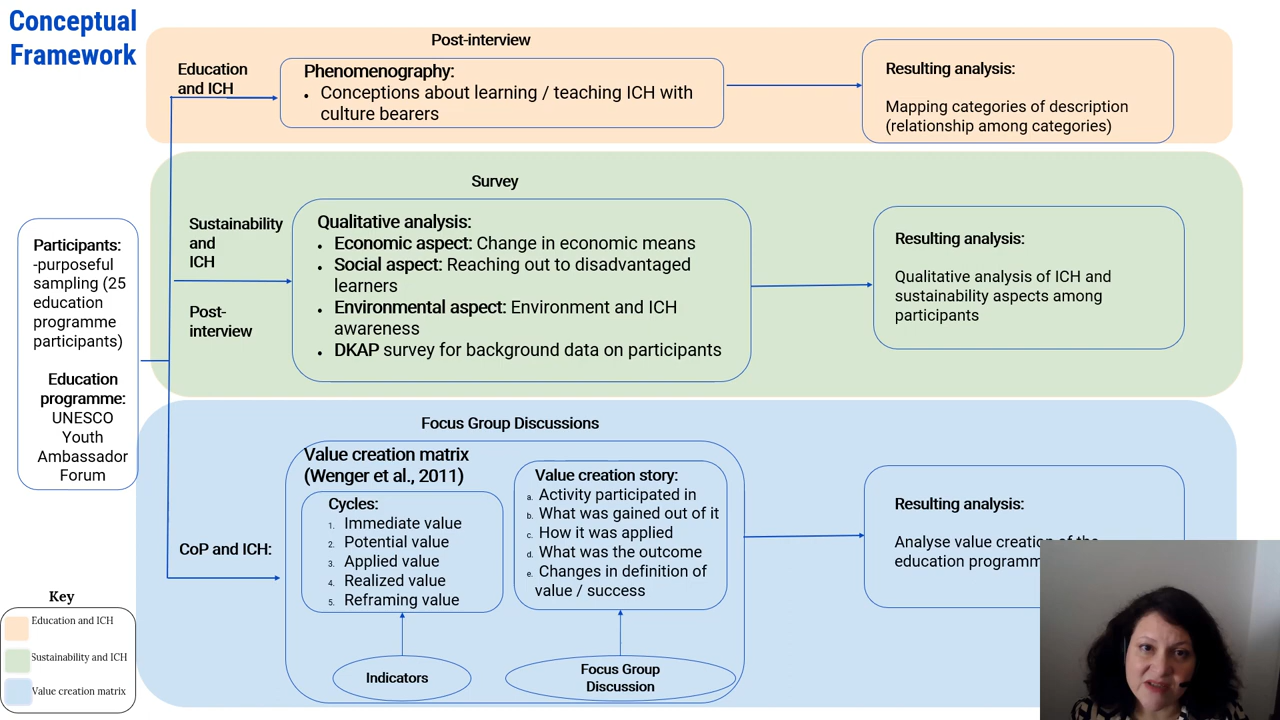 Conceptual
Framework
Post-interview
Education
and ICH
Phenomenography:
• Conceptions about learning / teaching ICH with
culture bearers
Resulting analysis:
Mapping categories of description
(relationship among categories)
Survey
Sustainability
and
ICH
Post-
interview
Qualitative analysis:
• Economic aspect: Change in economic means
• Social aspect: Reaching out to disadvantaged
learners
• Environmental aspect: Environment and ICH
awareness
• DKAP survey for background data on participants
Resulting analysis:
Qualitative analysis of ICH and
sustainability aspects among
participants
Participants:
-purposeful
sampling (25
education
programme
participants)
Education
programme:
UNESCO
Youth
Ambassador
Forum
Focus Group Discussions
CoP and ICH:
Value creation matrix
(Wenger et al., 2011)
Cycles:
1. Immediate value
2. Potential value
3. Applied value
4. Realized value
5. Reframing value
Value creation story:
a. Activity participated in
b. What was gained out of it
c. How it was applied
d. What was the outcome
e. Changes in definition of
value / success
Indicators
Focus Group
Discussion
Resulting analysis:
Analyse value creation of the
education
Key
Education and ICH
Sustainability and ICH
Value creation matrix